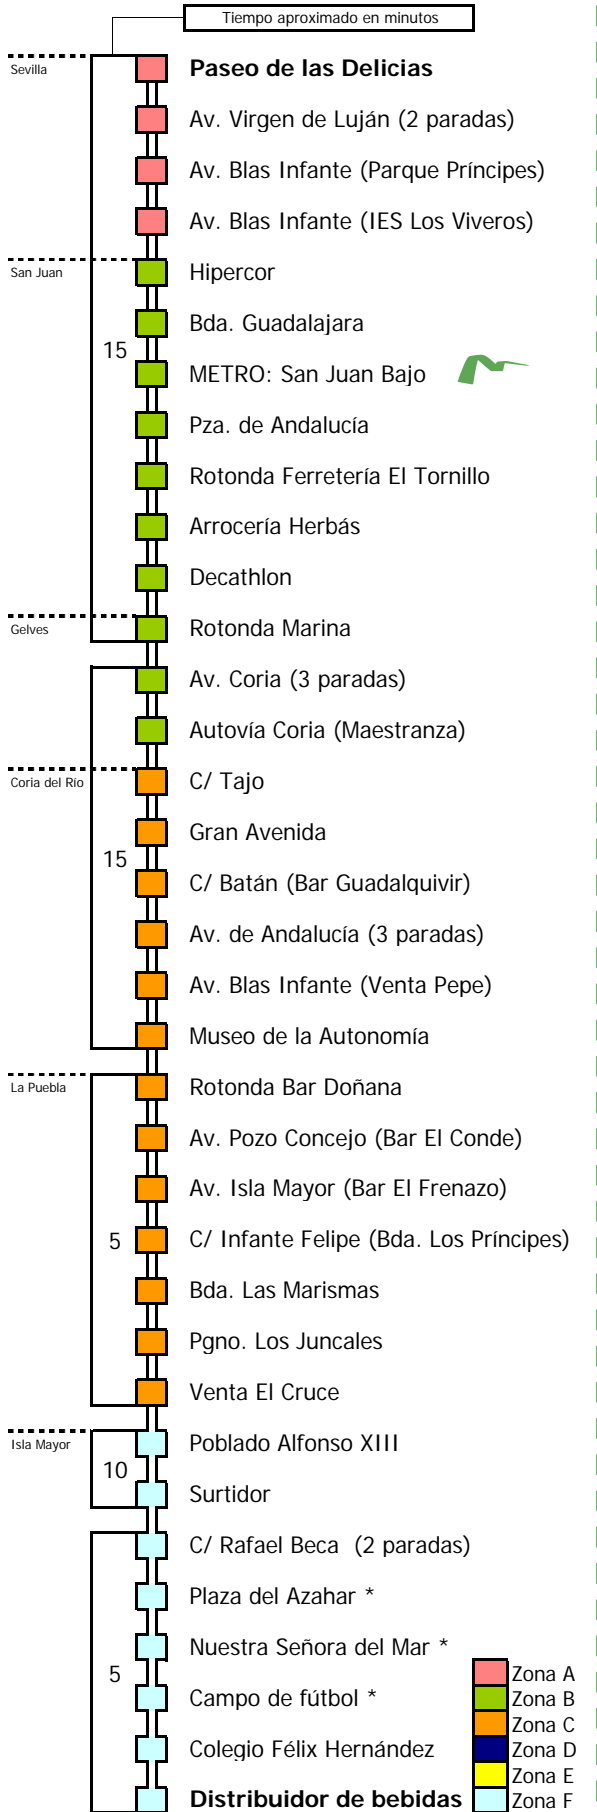 Tiempo aproximado en minutos
Sevilla
Paseo de las Delicias
Av. Virgen de Luján (2 paradas)
Av. Blas Infante (Parque Príncipes)
Av. Blas Infante (IES Los Viveros)
San Juan
Hipercor
Bda. Guadalajara
15
METRO: San Juan Bajo
Pza. de Andalucía
Rotonda Ferretería El Tornillo
Arrocería Herbás
Decathlon
Gelves
Rotonda Marina
Av. Coria (3 paradas)
Autovía Coria (Maestranza)
Coria del Río
C/ Tajo
Gran Avenida
15
C/ Batán (Bar Guadalquivir)
Av. de Andalucía (3 paradas)
Av. Blas Infante (Venta Pepe)
Museo de la Autonomía
La Puebla
Rotonda Bar Doñana
Av. Pozo Concejo (Bar El Conde)
Av. Isla Mayor (Bar El Frenazo)
5
C/ Infante Felipe (Bda. Los Príncipes)
Bda. Las Marismas
Pgno. Los Juncales
Venta El Cruce
Isla Mayor
Poblado Alfonso XIII
10
Surtidor
C/ Rafael Beca (2 paradas)
Plaza del Azahar *
Nuestra Señora del Mar *
5
Campo de fútbol *
Colegio Félix Hernández
Distribuidor de bebidas
Zona A
Zona B
Zona C
Zona D
Zona E
Zona F